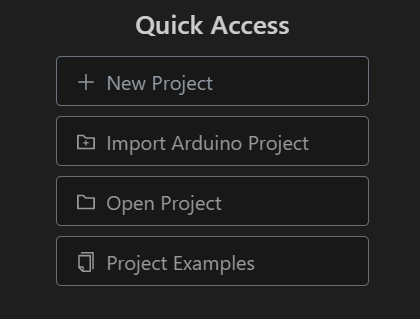 Quick Access
New Project
Import Arduino Project
Open Project
Project Examples